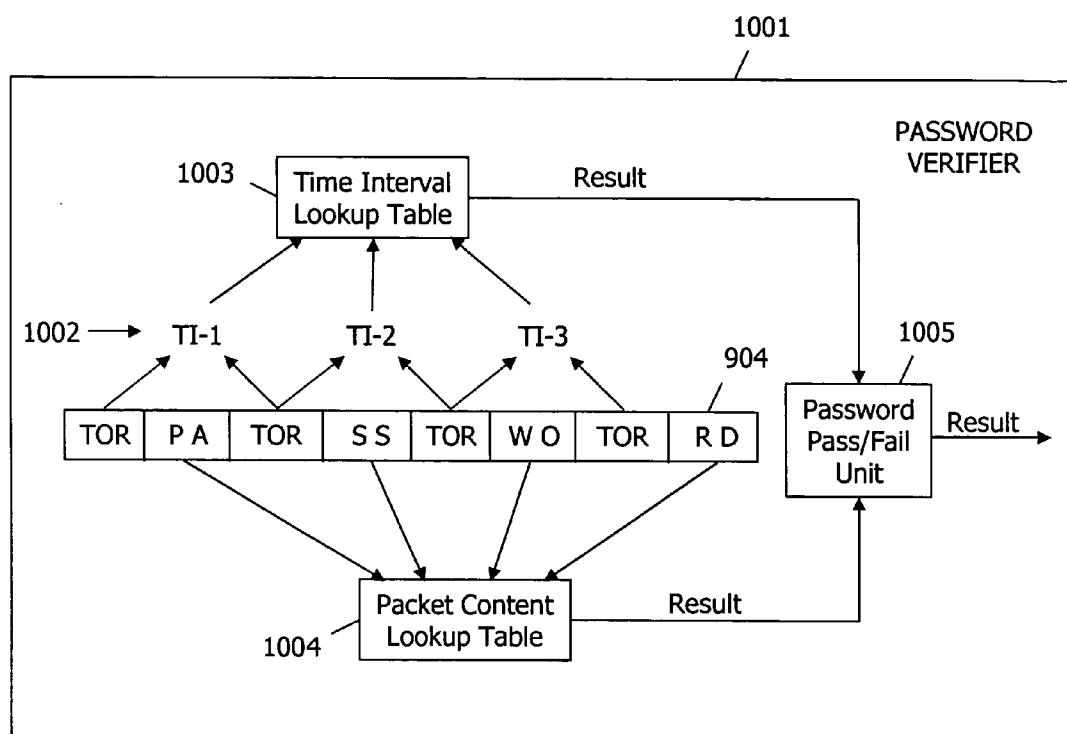 1001
PASSWORD
VERIFIER
1003
Time Interval
Lookup Table
Result
1002
TI-1
TI-2
TI-3
904
1005
TOR P A TOR S S TOR W O TOR R D
Password
Pass/Fail
Unit
Result
1004
Packet Content
Lookup Table
Result